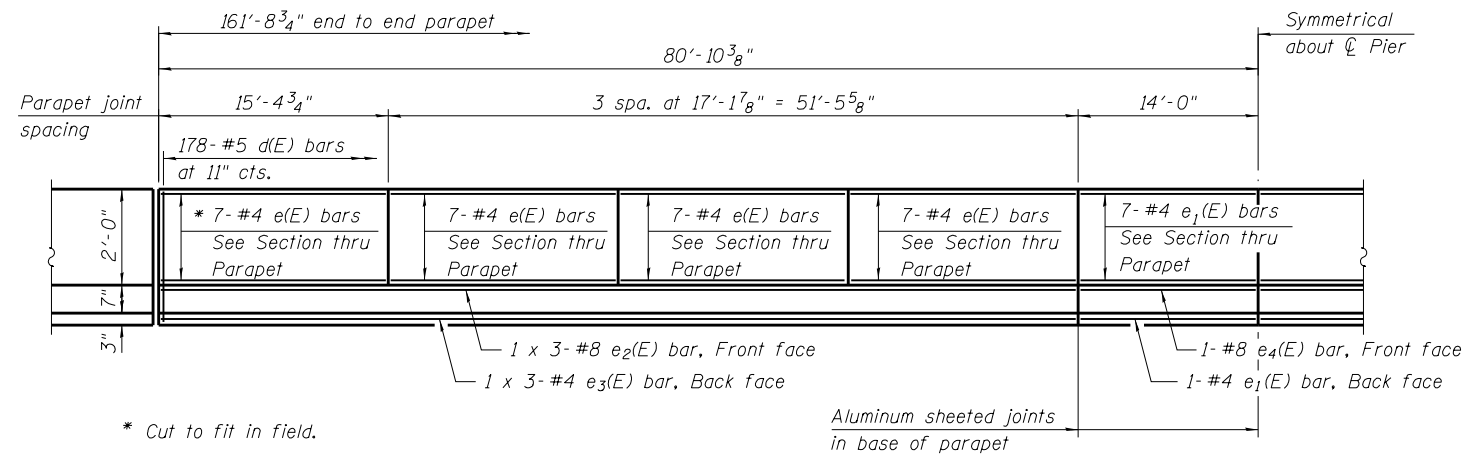 161'-8 3/4" end to end parapet
Symmetrical
about ℄ Pier
80'-10 3/8"
Parapet joint
spacing
15'-4 3/4"
3 spa. at 17'-1 7/8" = 51'-5 5/8"
14'-0"
178- #5 d(E) bars
at 11" cts.
2'-0"
7"
3"
* 7- #4 e(E) bars
See Section thru
Parapet
7- #4 e(E) bars
See Section thru
Parapet
7- #4 e(E) bars
See Section thru
Parapet
7- #4 e(E) bars
See Section thru
Parapet
7- #4 e₁(E) bars
See Section thru
Parapet
1 x 3- #8 e₂(E) bar, Front face
1 x 3- #4 e₃(E) bar, Back face
1- #8 e₄(E) bar, Front face
1- #4 e₁(E) bar, Back face
* Cut to fit in field.
Aluminum sheeted joints
in base of parapet